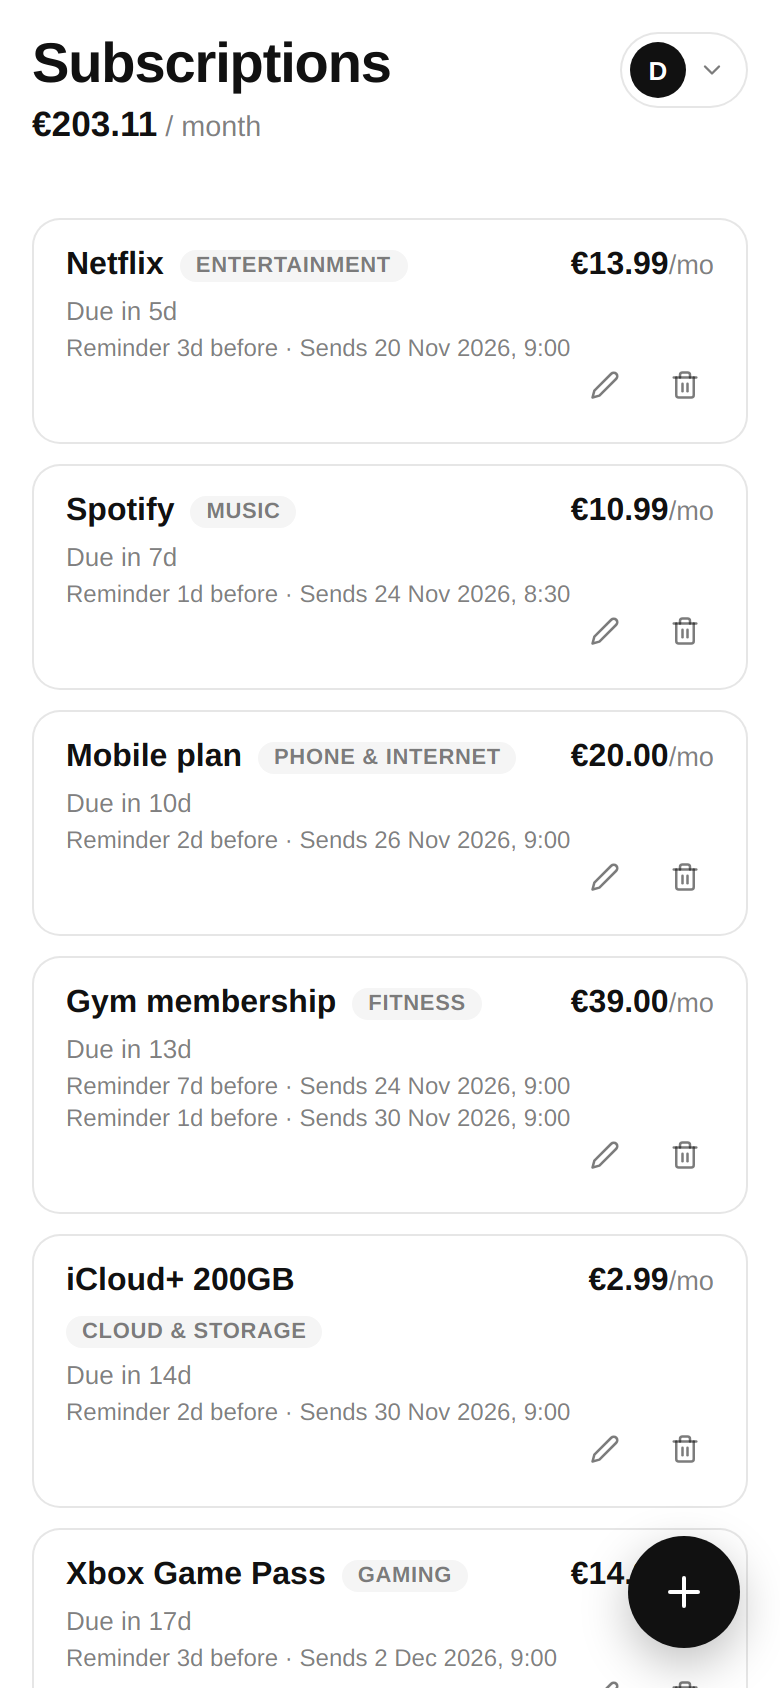 Subscriptions
D
€203.11 / month
Netflix ENTERTAINMENT €13.99/mo
Due in 5d
Reminder 3d before · Sends 20 Nov 2026, 9:00
Spotify MUSIC €10.99/mo
Due in 7d
Reminder 1d before · Sends 24 Nov 2026, 8:30
Mobile plan PHONE & INTERNET €20.00/mo
Due in 10d
Reminder 2d before · Sends 26 Nov 2026, 9:00
Gym membership FITNESS €39.00/mo
Due in 13d
Reminder 7d before · Sends 24 Nov 2026, 9:00
Reminder 1d before · Sends 30 Nov 2026, 9:00
iCloud+ 200GB €2.99/mo
CLOUD & STORAGE
Due in 14d
Reminder 2d before · Sends 30 Nov 2026, 9:00
Xbox Game Pass GAMING €14.
Due in 17d
Reminder 3d before · Sends 2 Dec 2026, 9:00